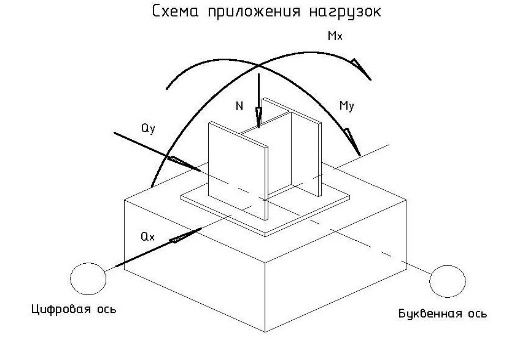 Схема приложения нагрузок
Mx
N
My
Qy
Qx
Цифровая ось
Буквенная ось